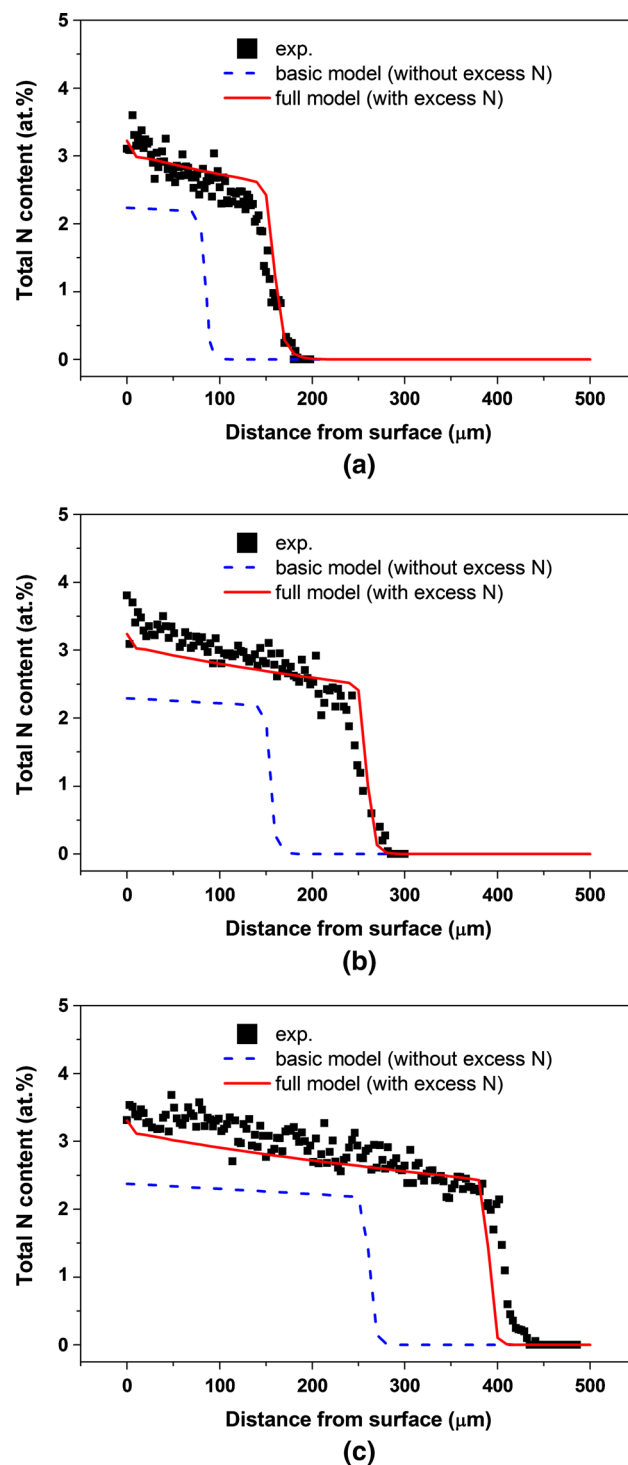 exp.
basic model (without excess N)
full model (with excess N)
Total N content (at.%)
5
4
3
2
1
0
0 100 200 300 400 500
Distance from surface (μm)
(a)
exp.
basic model (without excess N)
full model (with excess N)
Total N content (at.%)
5
4
3
2
1
0
0 100 200 300 400 500
Distance from surface (μm)
(b)
exp.
basic model (without excess N)
full model (with excess N)
Total N content (at.%)
5
4
3
2
1
0
0 100 200 300 400 500
Distance from surface (μm)
(c)